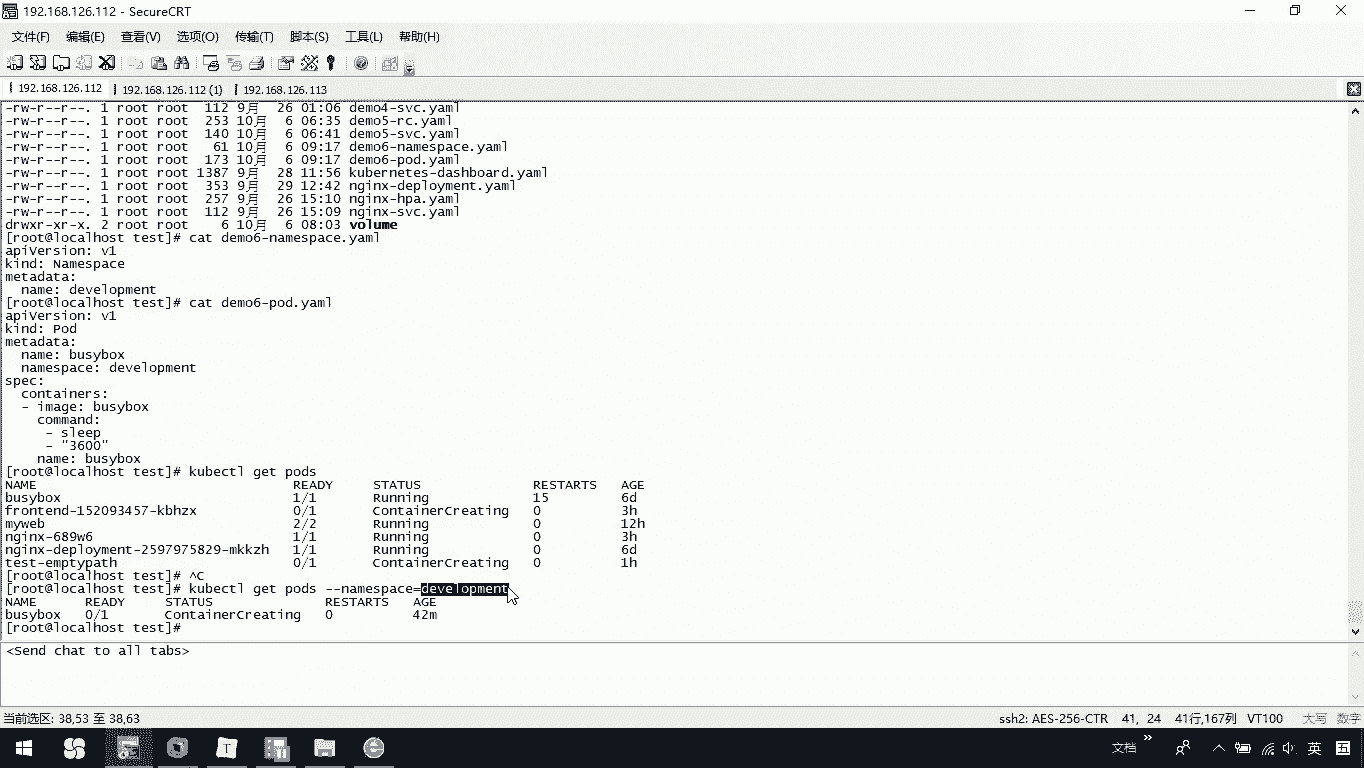 192.168.126.112 - SecureCRT
文件(F) 编辑(E) 查看(V) 选项(O) 传输(T) 脚本(S) 工具(L) 帮助(H)
192.168.126.112 192.168.126.112 (1) 192.168.126.113
-rw-r--r--. 1 root root  112 9月  26 01:06 demo4-svc.yaml
-rw-r--r--. 1 root root  253 10月  6 06:35 demo5-rc.yaml
-rw-r--r--. 1 root root  140 10月  6 06:41 demo5-svc.yaml
-rw-r--r--. 1 root root   61 10月  6 09:17 demo6-namespace.yaml
-rw-r--r--. 1 root root  173 10月  6 09:17 demo6-pod.yaml
-rw-r--r--. 1 root root 1387 9月  28 11:56 kubernetes-dashboard.yaml
-rw-r--r--. 1 root root  353 9月  29 12:42 nginx-deployment.yaml
-rw-r--r--. 1 root root  257 9月  26 15:10 nginx-hpa.yaml
-rw-r--r--. 1 root root  112 9月  26 15:09 nginx-svc.yaml
drwxr-xr-x. 2 root root    6 10月  6 08:03 volume
[root@localhost test]# cat demo6-namespace.yaml
apiVersion: v1
kind: Namespace
metadata:
  name: development
[root@localhost test]# cat demo6-pod.yaml
apiVersion: v1
kind: Pod
metadata:
  name: busybox
  namespace: development
spec:
  containers:
  - image: busybox
    command:
     - sleep
     - "3600"
    name: busybox
[root@localhost test]# kubectl get pods
NAME                                READY     STATUS              RESTARTS   AGE
busybox                             1/1       Running             15         6d
frontend-152093457-kbhzx            0/1       ContainerCreating   0          3h
myweb                               2/2       Running             0          12h
nginx-689w6                         1/1       Running             0          3h
nginx-deployment-2597975829-mkkzh   1/1       Running             0          6d
test-emptypath                      0/1       ContainerCreating   0          1h
[root@localhost test]# ^C
[root@localhost test]# kubectl get pods --namespace=development
NAME      READY     STATUS              RESTARTS   AGE
busybox   0/1       ContainerCreating   0          42m
[root@localhost test]#
<Send chat to all tabs>
当前选区: 38,53 至 38,63 ssh2: AES-256-CTR 41, 24 41行,167列 VT100 大写 数字
T 文档 » 英 五